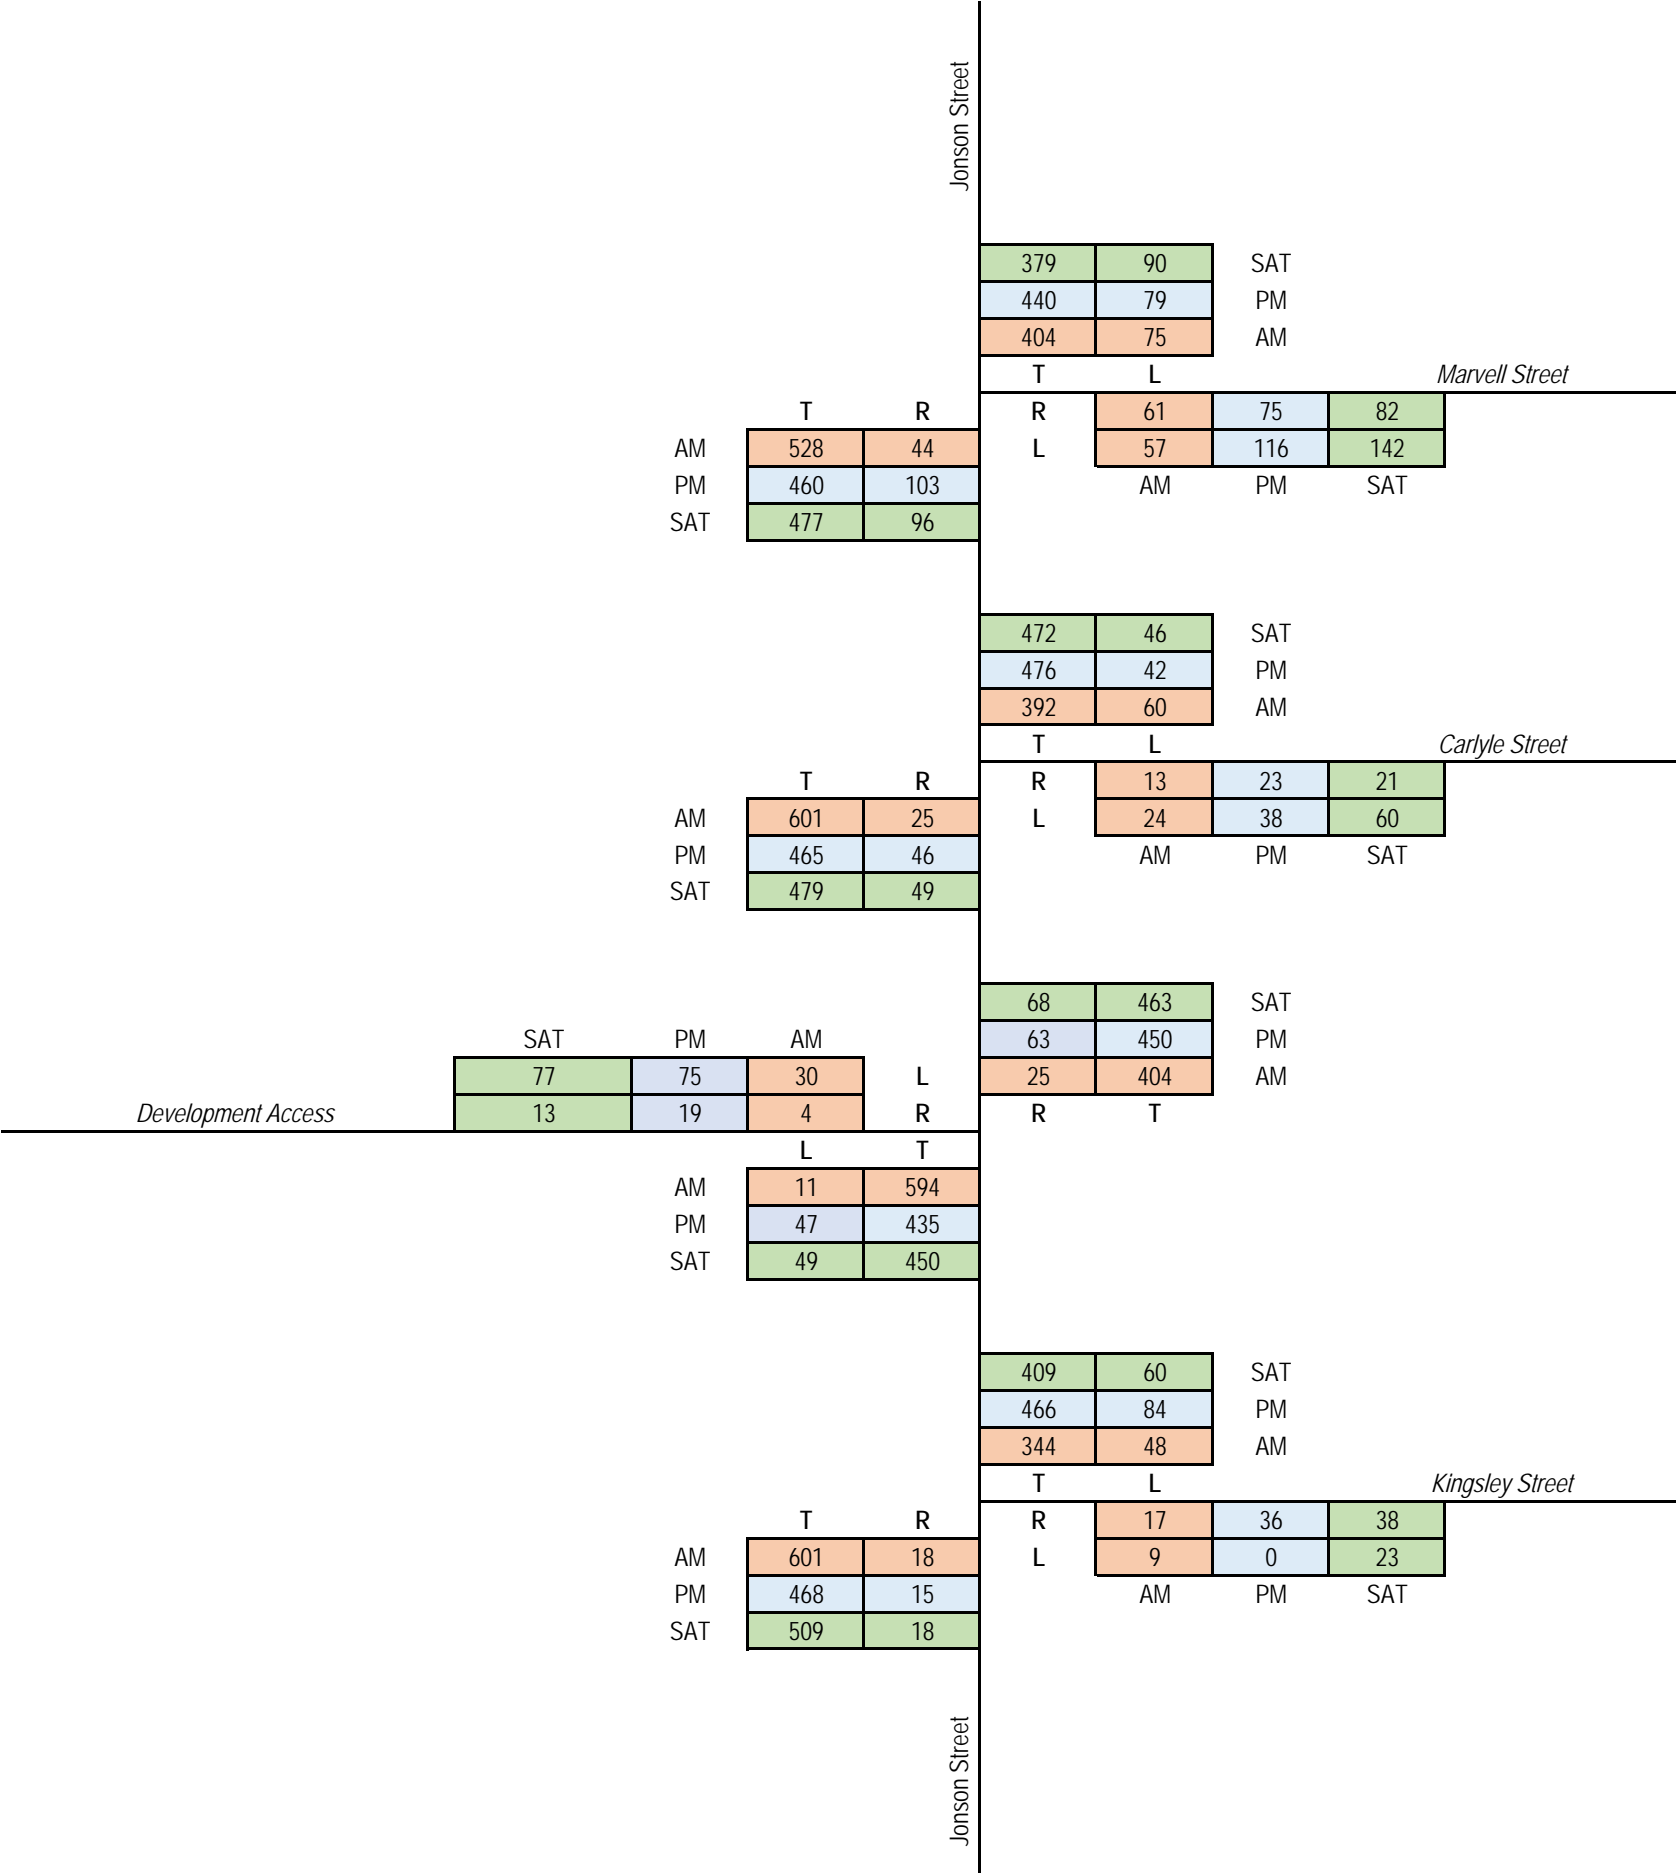 Jonson Street
379 90 SAT
440 79 PM
404 75 AM
T L Marvell Street
T R R 61 75 82
AM 528 44 L 57 116 142
PM 460 103 AM PM SAT
SAT 477 96
472 46 SAT
476 42 PM
392 60 AM
T L Carlyle Street
T R R 13 23 21
AM 601 25 L 24 38 60
PM 465 46 AM PM SAT
SAT 479 49
68 463 SAT
SAT PM AM 63 450 PM
77 75 30 L 25 404 AM
Development Access 13 19 4 R R T
L T
AM 11 594
PM 47 435
SAT 49 450
409 60 SAT
466 84 PM
344 48 AM
T L Kingsley Street
T R R 17 36 38
AM 601 18 L 9 0 23
PM 468 15 AM PM SAT
SAT 509 18
Jonson Street